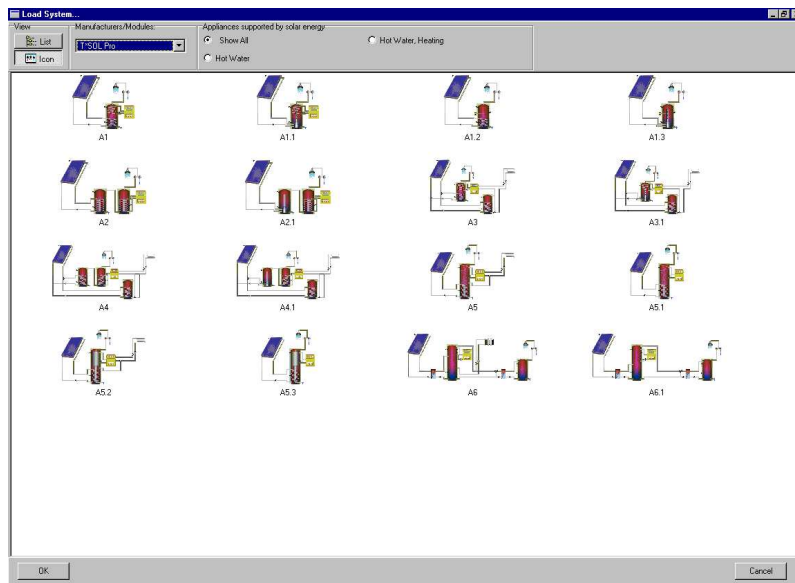 Load System...
View
Manufacturers/Modules:
Appliances supported by solar energy
List
T*SOL Pro
Show All
Hot Water, Heating
Icon
Hot Water
A1
A1.1
A1.2
A1.3
A2
A2.1
A3
A3.1
A4
A4.1
A5
A5.1
A5.2
A5.3
A6
A6.1
OK
Cancel